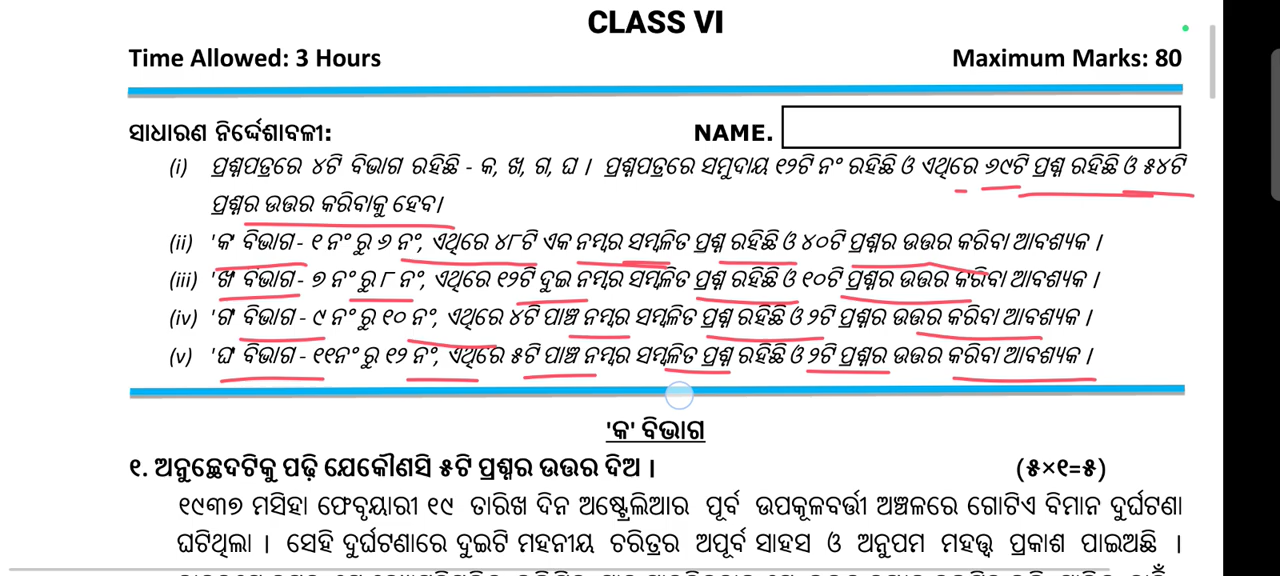 CLASS VI
Time Allowed: 3 Hours Maximum Marks: 80
ସାଧାରଣ ନିର୍ଦ୍ଦେଶାବଳୀ: NAME.
(i) ପ୍ରଶ୍ନପତ୍ରରେ ୪ଟି ବିଭାଗ ରହିଛି - କ, ଖ, ଗ, ଘ । ପ୍ରଶ୍ନପତ୍ରରେ ସମୁଦାୟ ୧୨ଟି ନଂ ରହିଛି ଓ ଏଥିରେ ୬୯ଟି ପ୍ରଶ୍ନ ରହିଛି ଓ ୫୪ଟି
ପ୍ରଶ୍ନର ଉତ୍ତର କରିବାକୁ ହେବ।
(ii) 'କ' ବିଭାଗ - ୧ ନଂ ରୁ ୬ ନଂ, ଏଥିରେ ୪୮ଟି ଏକ ନମ୍ବର ସମ୍ବଳିତ ପ୍ରଶ୍ନ ରହିଛି ଓ ୪୦ଟି ପ୍ରଶ୍ନର ଉତ୍ତର କରିବା ଆବଶ୍ୟକ ।
(iii) 'ଖ' ବିଭାଗ - ୭ ନଂ ରୁ ୮ ନଂ, ଏଥିରେ ୧୨ଟି ଦୁଇ ନମ୍ବର ସମ୍ବଳିତ ପ୍ରଶ୍ନ ରହିଛି ଓ ୧୦ଟି ପ୍ରଶ୍ନର ଉତ୍ତର କରିବା ଆବଶ୍ୟକ ।
(iv) 'ଗ' ବିଭାଗ - ୯ ନଂ ରୁ ୧୦ ନଂ, ଏଥିରେ ୪ଟି ପାଞ୍ଚ ନମ୍ବର ସମ୍ବଳିତ ପ୍ରଶ୍ନ ରହିଛି ଓ ୨ଟି ପ୍ରଶ୍ନର ଉତ୍ତର କରିବା ଆବଶ୍ୟକ ।
(v) 'ଘ' ବିଭାଗ - ୧୧ନଂ ରୁ ୧୨ ନଂ, ଏଥିରେ ୫ଟି ପାଞ୍ଚ ନମ୍ବର ସମ୍ବଳିତ ପ୍ରଶ୍ନ ରହିଛି ଓ ୨ଟି ପ୍ରଶ୍ନର ଉତ୍ତର କରିବା ଆବଶ୍ୟକ ।
'କ' ବିଭାଗ
୧. ଅନୁଚ୍ଛେଦଟିକୁ ପଢ଼ି ଯେକୌଣସି ୫ଟି ପ୍ରଶ୍ନର ଉତ୍ତର ଦିଅ । (୫×୧=୫)
୧୯୩୭ ମସିହା ଫେବୃୟାରୀ ୧୯ ତାରିଖ ଦିନ ଅଷ୍ଟ୍ରେଲିଆର ପୂର୍ବ ଉପକୂଳବର୍ତ୍ତୀ ଅଞ୍ଚଳରେ ଗୋଟିଏ ବିମାନ ଦୁର୍ଘଟଣା
ଘଟିଥିଲା । ସେହି ଦୁର୍ଘଟଣାରେ ଦୁଇଟି ମହନୀୟ ଚରିତ୍ରର ଅପୂର୍ବ ସାହସ ଓ ଅନୁପମ ମହତ୍ତ୍ୱ ପ୍ରକାଶ ପାଇଅଛି ।